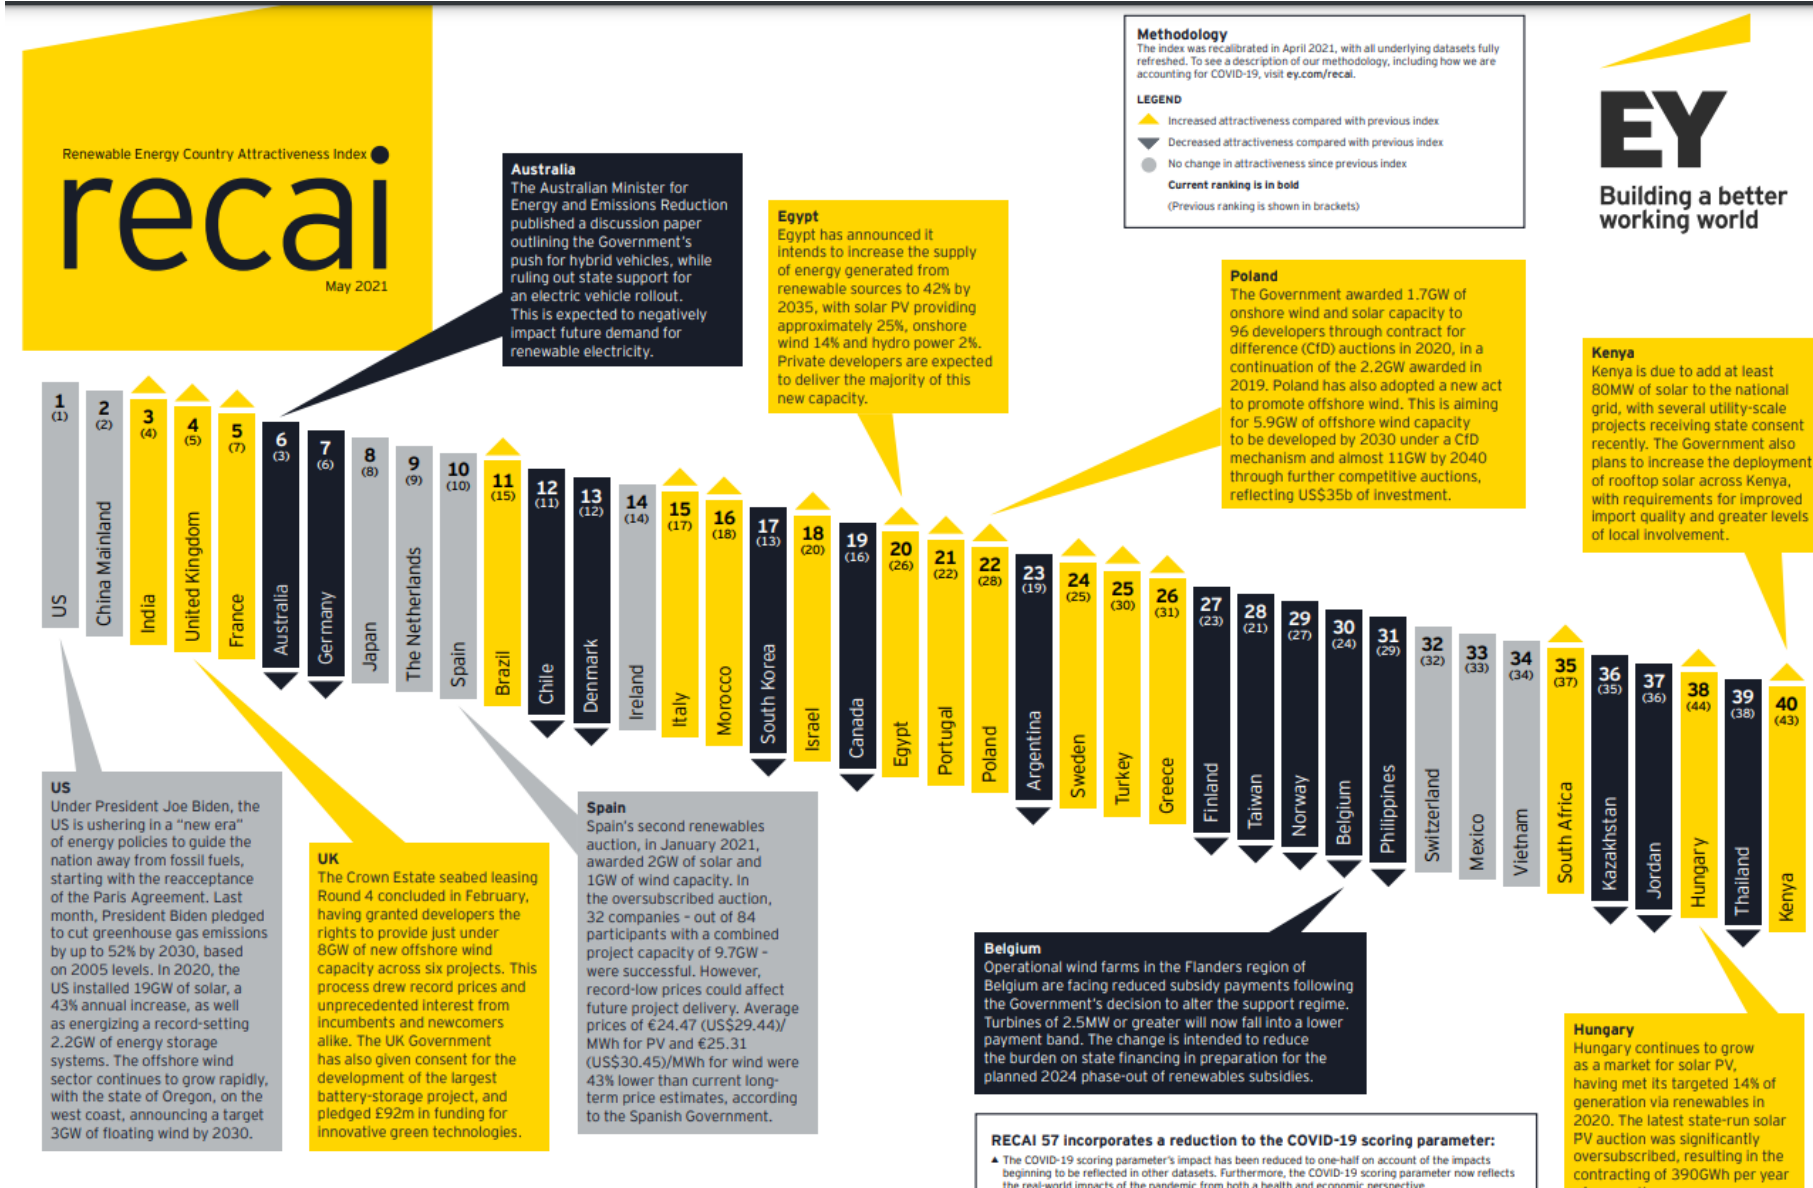 Renewable Energy Country Attractiveness Index
recai
May 2021
Methodology
The index was recalibrated in April 2021, with all underlying datasets fully
refreshed. To see a description of our methodology, including how we are
accounting for COVID-19, visit ey.com/recai.
LEGEND
Increased attractiveness compared with previous index
Decreased attractiveness compared with previous index
No change in attractiveness since previous index
Current ranking is in bold
(Previous ranking is shown in brackets)
EY
Building a better
working world
Australia
The Australian Minister for
Energy and Emissions Reduction
published a discussion paper
outlining the Government's
push for hybrid vehicles, while
ruling out state support for
an electric vehicle rollout.
This is expected to negatively
impact future demand for
renewable electricity.
Egypt
Egypt has announced it
intends to increase the supply
of energy generated from
renewable sources to 42% by
2035, with solar PV providing
approximately 25%, onshore
wind 14% and hydro power 2%.
Private developers are expected
to deliver the majority of this
new capacity.
Poland
The Government awarded 1.7GW of
onshore wind and solar capacity to
96 developers through contract for
difference (CfD) auctions in 2020, in a
continuation of the 2.2GW awarded in
2019. Poland has also adopted a new act
to promote offshore wind. This is aiming
for 5.9GW of offshore wind capacity
to be developed by 2030 under a CfD
mechanism and almost 11GW by 2040
through further competitive auctions,
reflecting US$35b of investment.
Kenya
Kenya is due to add at least
80MW of solar to the national
grid, with several utility-scale
projects receiving state consent
recently. The Government also
plans to increase the deployment
of rooftop solar across Kenya,
with requirements for improved
import quality and greater levels
of local involvement.
1
(1)
US
2
(2)
China Mainland
3
(4)
India
4
(5)
United Kingdom
5
(7)
France
6
(3)
Australia
7
(6)
Germany
8
(8)
Japan
9
(9)
The Netherlands
10
(10)
Spain
11
(15)
Brazil
12
(11)
Chile
13
(12)
Denmark
14
(14)
Ireland
15
(17)
Italy
16
(18)
Morocco
17
(13)
South Korea
18
(20)
Israel
19
(16)
Canada
20
(26)
Egypt
21
(22)
Portugal
22
(28)
Poland
23
(19)
Argentina
24
(25)
Sweden
25
(30)
Turkey
26
(31)
Greece
27
(23)
Finland
28
(21)
Taiwan
29
(27)
Norway
30
(24)
Belgium
31
(29)
Philippines
32
(32)
Switzerland
33
(33)
Mexico
34
(34)
Vietnam
35
(37)
South Africa
36
(35)
Kazakhstan
37
(36)
Jordan
38
(44)
Hungary
39
(38)
Thailand
40
(43)
Kenya
US
Under President Joe Biden, the
US is ushering in a "new era"
of energy policies to guide the
nation away from fossil fuels,
starting with the reacceptance
of the Paris Agreement. Last
month, President Biden pledged
to cut greenhouse gas emissions
by up to 52% by 2030, based
on 2005 levels. In 2020, the
US installed 19GW of solar, a
43% annual increase, as well
as energizing a record-setting
2.2GW of energy storage
systems. The offshore wind
sector continues to grow rapidly,
with the state of Oregon, on the
west coast, announcing a target
3GW of floating wind by 2030.
UK
The Crown Estate seabed leasing
Round 4 concluded in February,
having granted developers the
rights to provide just under
8GW of new offshore wind
capacity across six projects. This
process drew record prices and
unprecedented interest from
incumbents and newcomers
alike. The UK Government
has also given consent for the
development of the largest
battery-storage project, and
pledged £92m in funding for
innovative green technologies.
Spain
Spain's second renewables
auction, in January 2021,
awarded 2GW of solar and
1GW of wind capacity. In
the oversubscribed auction,
32 companies – out of 84
participants with a combined
project capacity of 9.7GW –
were successful. However,
record-low prices could affect
future project delivery. Average
prices of €24.47 (US$29.44)/
MWh for PV and €25.31
(US$30.45)/MWh for wind were
43% lower than current long-
term price estimates, according
to the Spanish Government.
Belgium
Operational wind farms in the Flanders region of
Belgium are facing reduced subsidy payments following
the Government's decision to alter the support regime.
Turbines of 2.5MW or greater will now fall into a lower
payment band. The change is intended to reduce
the burden on state financing in preparation for the
planned 2024 phase-out of renewables subsidies.
RECAI 57 incorporates a reduction to the COVID-19 scoring parameter:
The COVID-19 scoring parameter's impact has been reduced to one-half on account of the impacts
beginning to be reflected in other datasets. Furthermore, the COVID-19 scoring parameter now reflects
the real-world impacts of the pandemic from both a health and economic perspective.
Hungary
Hungary continues to grow
as a market for solar PV,
having met its targeted 14% of
generation via renewables in
2020. The latest state-run solar
PV auction was significantly
oversubscribed, resulting in the
contracting of 390GWh per year